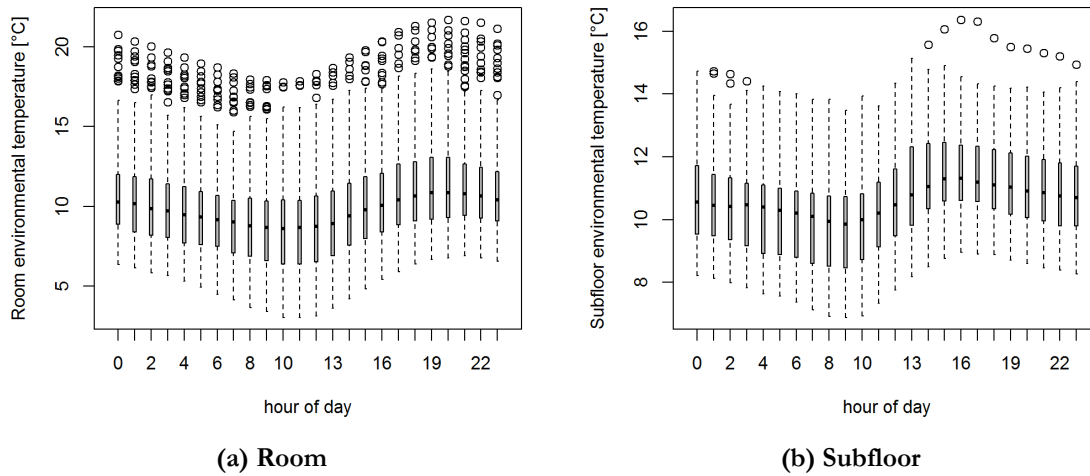 Room environmental temperature [°C]
20
15
10
5
0 2 4 6 8 10 13 16 19 22
hour of day
(a) Room
Subfloor environmental temperature [°C]
16
14
12
10
8
0 2 4 6 8 10 13 16 19 22
hour of day
(b) Subfloor